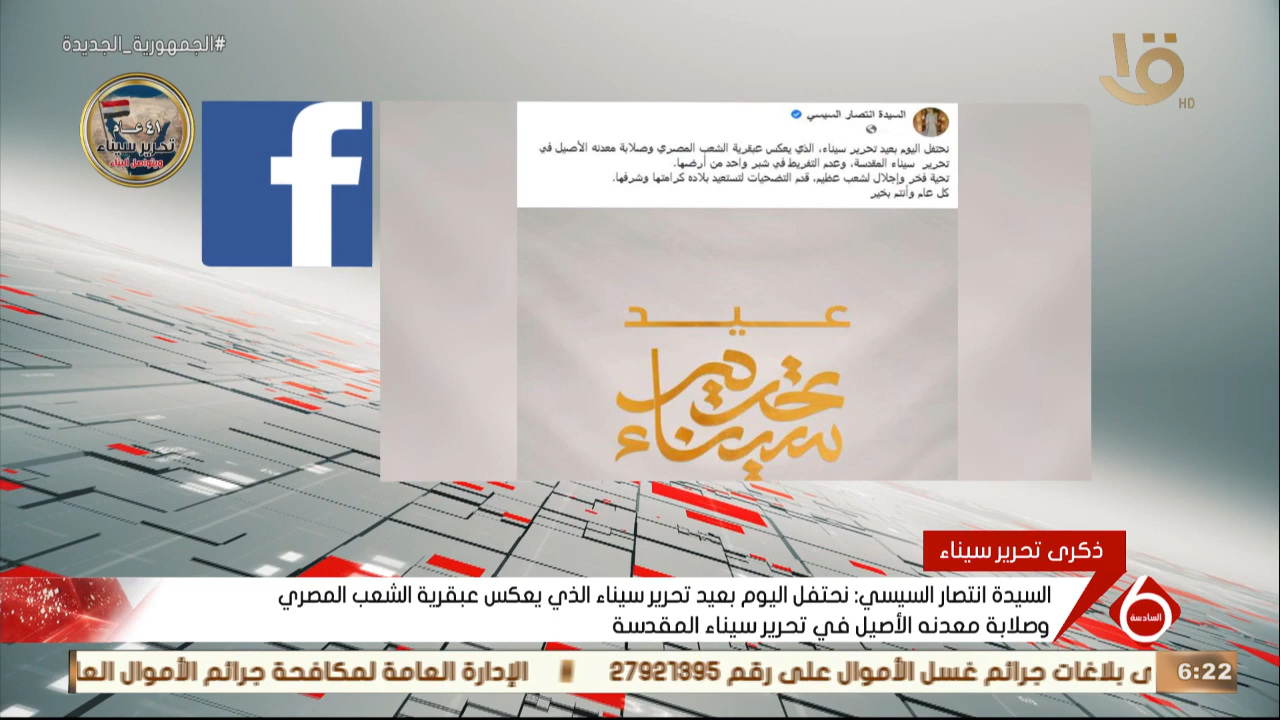 #الجمهورية_الجديدة
HD
٤١ عام
تحرير سيناء
السيدة انتصار السيسي
نحتفل اليوم بعيد تحرير سيناء، الذي يعكس عبقرية الشعب المصري وصلابة معدنه الأصيل في
تحرير سيناء المقدسة، وعدم التفريط في شبر واحد من أرضها.
تحية فخر وإجلال لشعب عظيم، قدم التضحيات لتستعيد بلاده كرامتها وشرفها.
كل عام وأنتم بخير
عيد
تحرير
سيناء
ذكرى تحرير سيناء
السيدة انتصار السيسي: نحتفل اليوم بعيد تحرير سيناء الذي يعكس عبقرية الشعب المصري
وصلابة معدنه الأصيل في تحرير سيناء المقدسة
السادسة
ى بلاغات جرائم غسل الأموال على رقم 27921395 الإدارة العامة لمكافحة جرائم الأموال العا
6:22